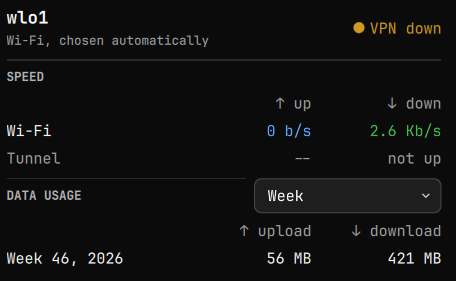 wlo1
Wi-Fi, chosen automatically
VPN down
SPEED
↑ up ↓ down
Wi-Fi 0 b/s 2.6 Kb/s
Tunnel -- not up
DATA USAGE Week
↑ upload ↓ download
Week 46, 2026 56 MB 421 MB